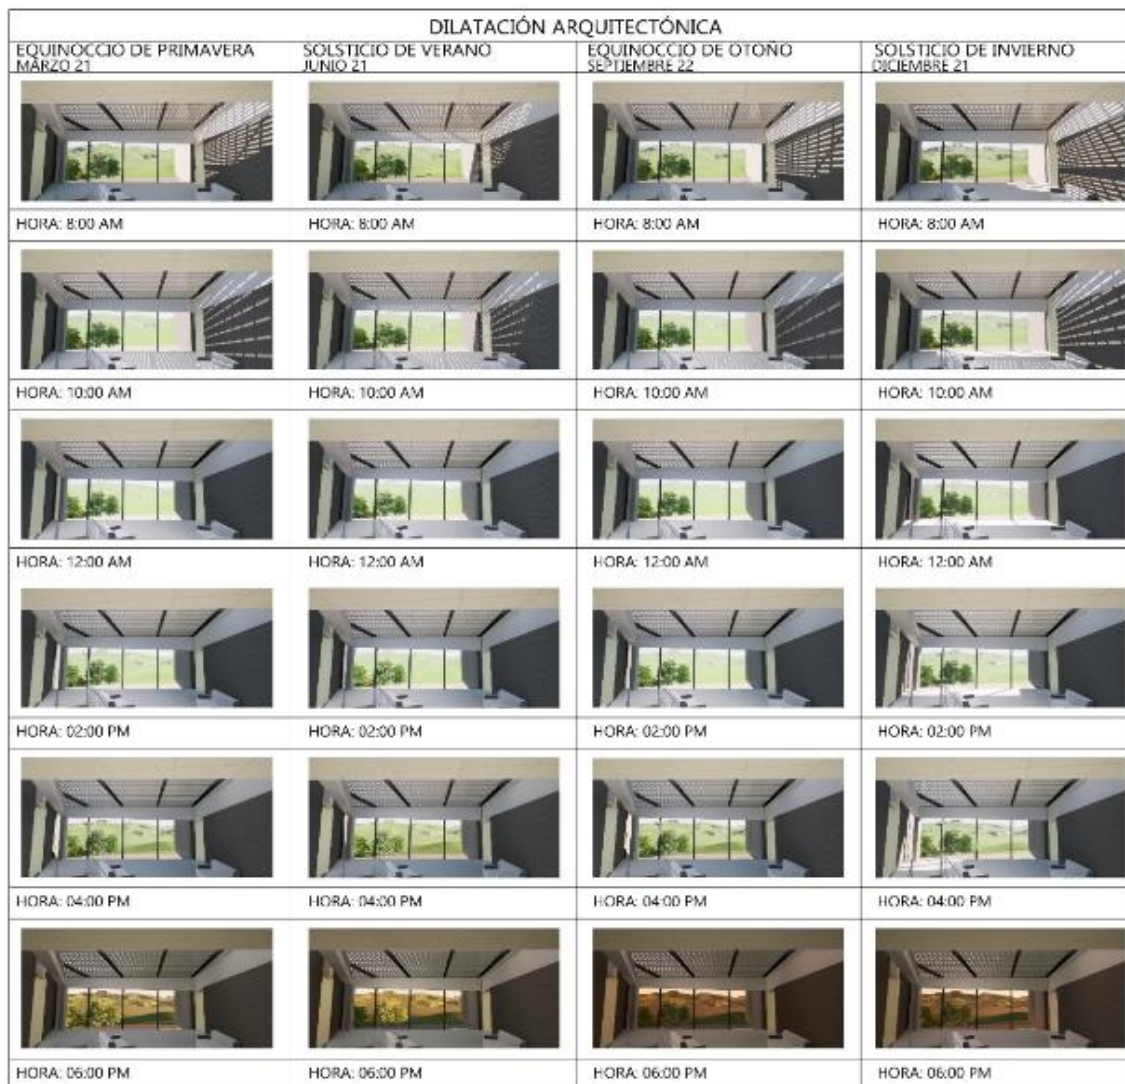 DILATACIÓN ARQUITECTÓNICA
EQUINOCCIO DE PRIMAVERA
MARZO 21
SOLSTICIO DE VERANO
JUNIO 21
EQUINOCCIO DE OTOÑO
SEPTIEMBRE 22
SOLSTICIO DE INVIERNO
DICIEMBRE 21
HORA: 8:00 AM
HORA: 8:00 AM
HORA: 8:00 AM
HORA: 8:00 AM
HORA: 10:00 AM
HORA: 10:00 AM
HORA: 10:00 AM
HORA: 10:00 AM
HORA: 12:00 AM
HORA: 12:00 AM
HORA: 12:00 AM
HORA: 12:00 AM
HORA: 02:00 PM
HORA: 02:00 PM
HORA: 02:00 PM
HORA: 02:00 PM
HORA: 04:00 PM
HORA: 04:00 PM
HORA: 04:00 PM
HORA: 04:00 PM
HORA: 06:00 PM
HORA: 06:00 PM
HORA: 06:00 PM
HORA: 06:00 PM